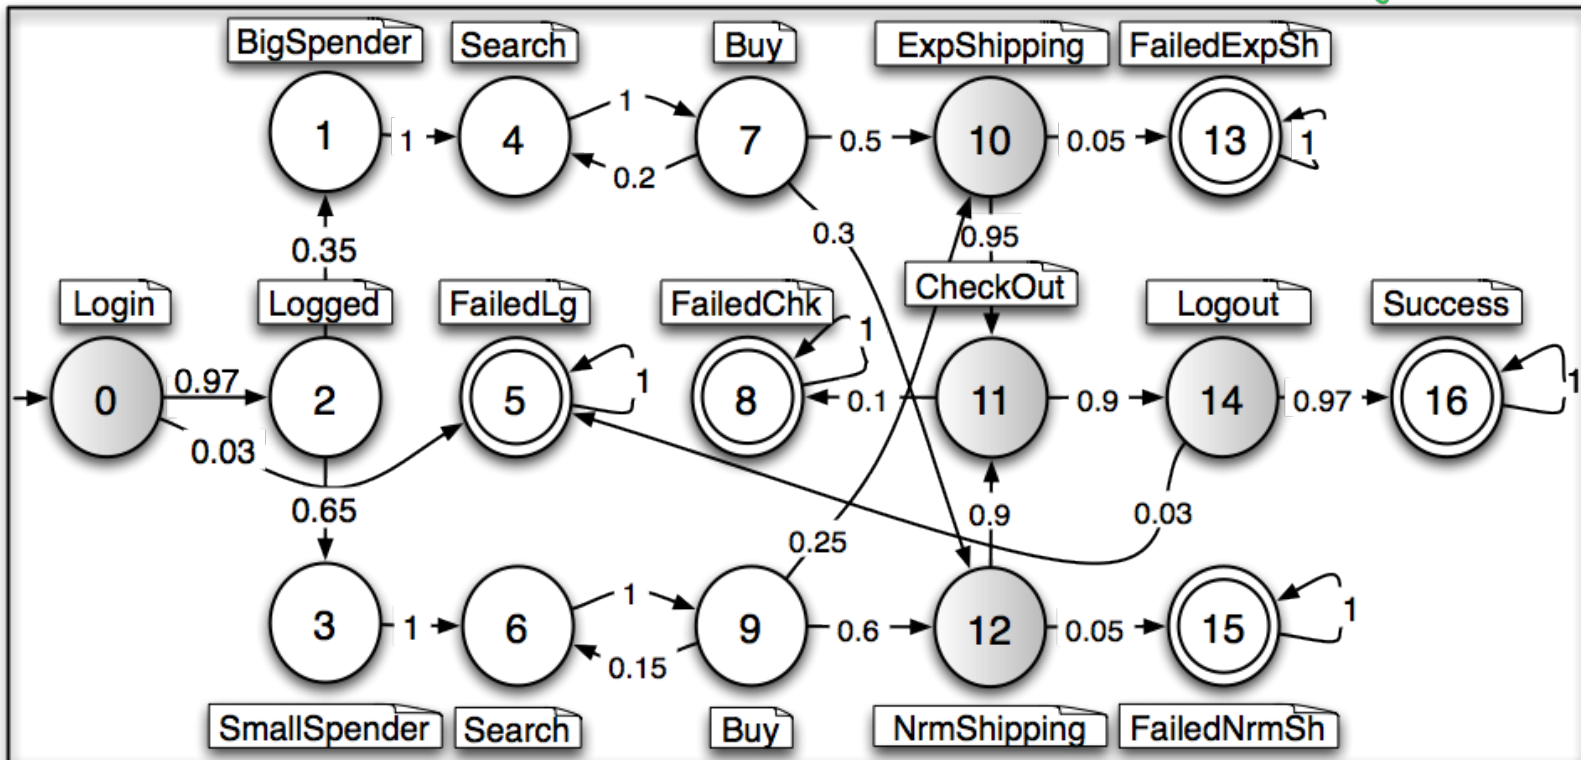 BigSpender Search Buy ExpShipping FailedExpSh
1 1 4 1 0.2 7 0.5 10 0.05 13 1
0.35 0.3 0.95
Login Logged FailedLg FailedChk CheckOut Logout Success
0 0.97 2 5 1 8 1 0.1 11 0.9 14 0.97 16 1
0.03
0.65 0.25 0.9 0.03
3 1 6 1 0.15 9 0.6 12 0.05 15 1
SmallSpender Search Buy NrmShipping FailedNrmSh